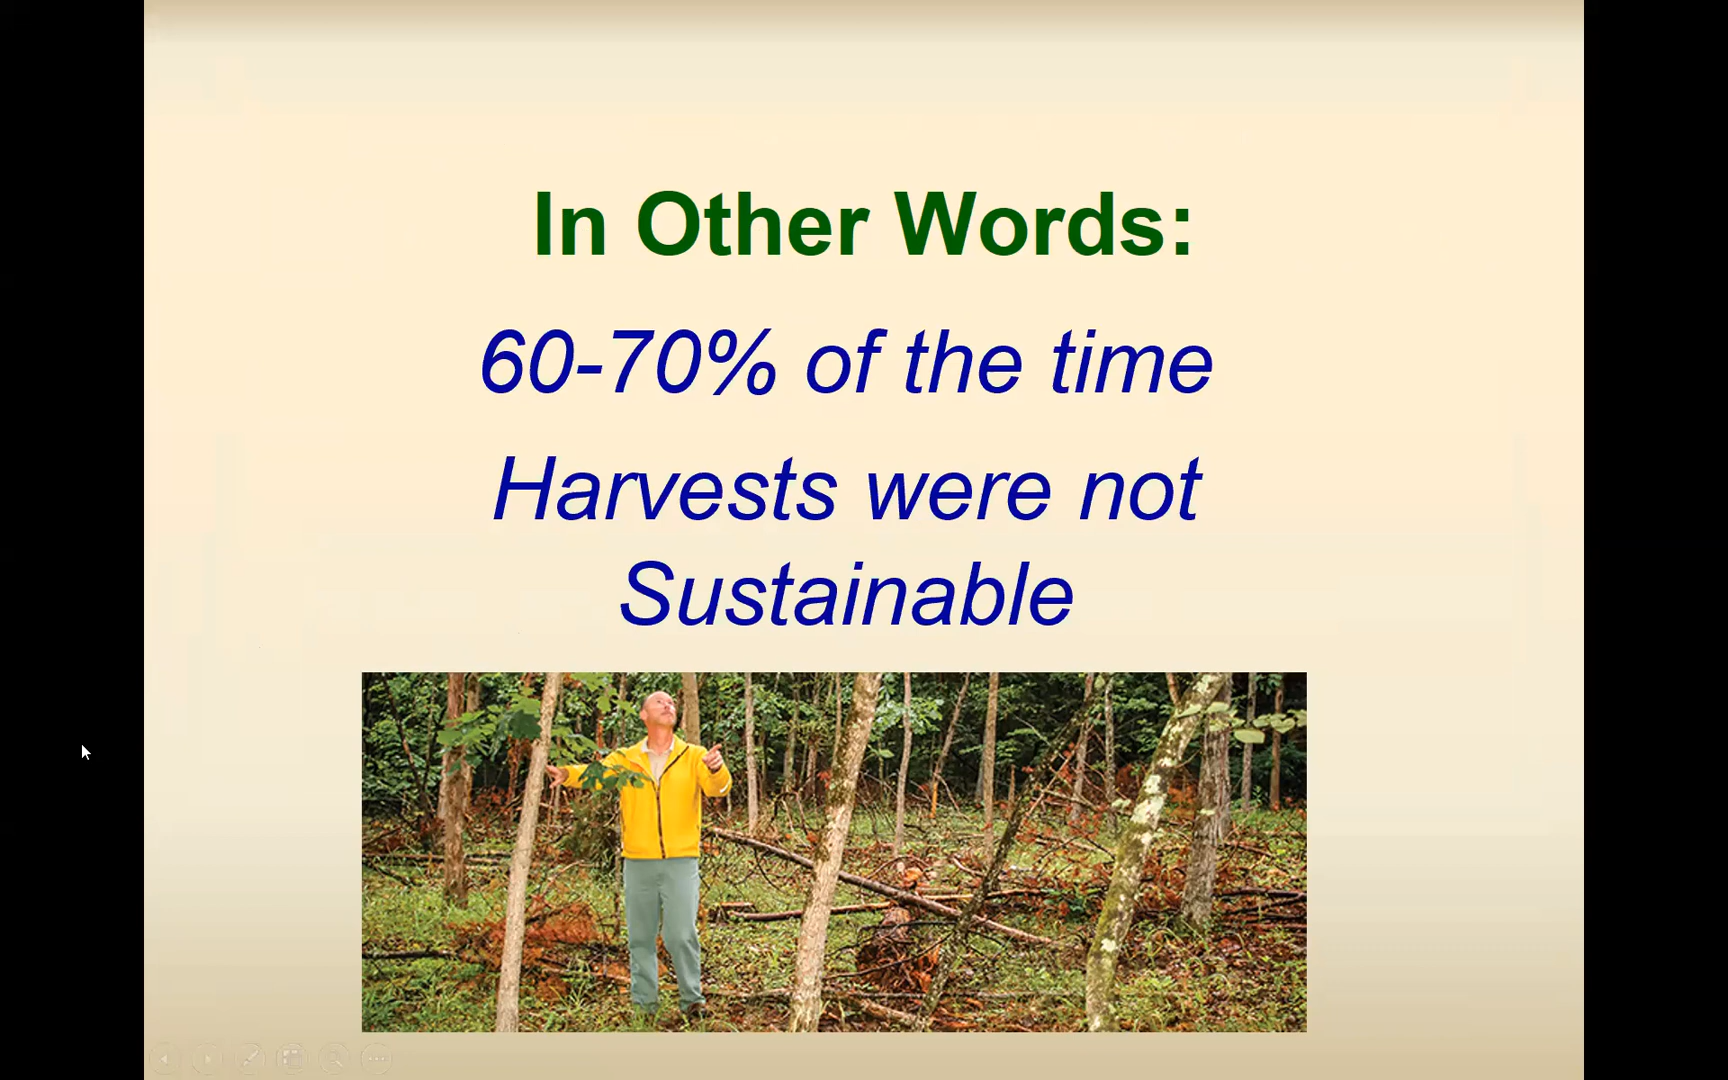 In Other Words:
60-70% of the time
Harvests were not
Sustainable